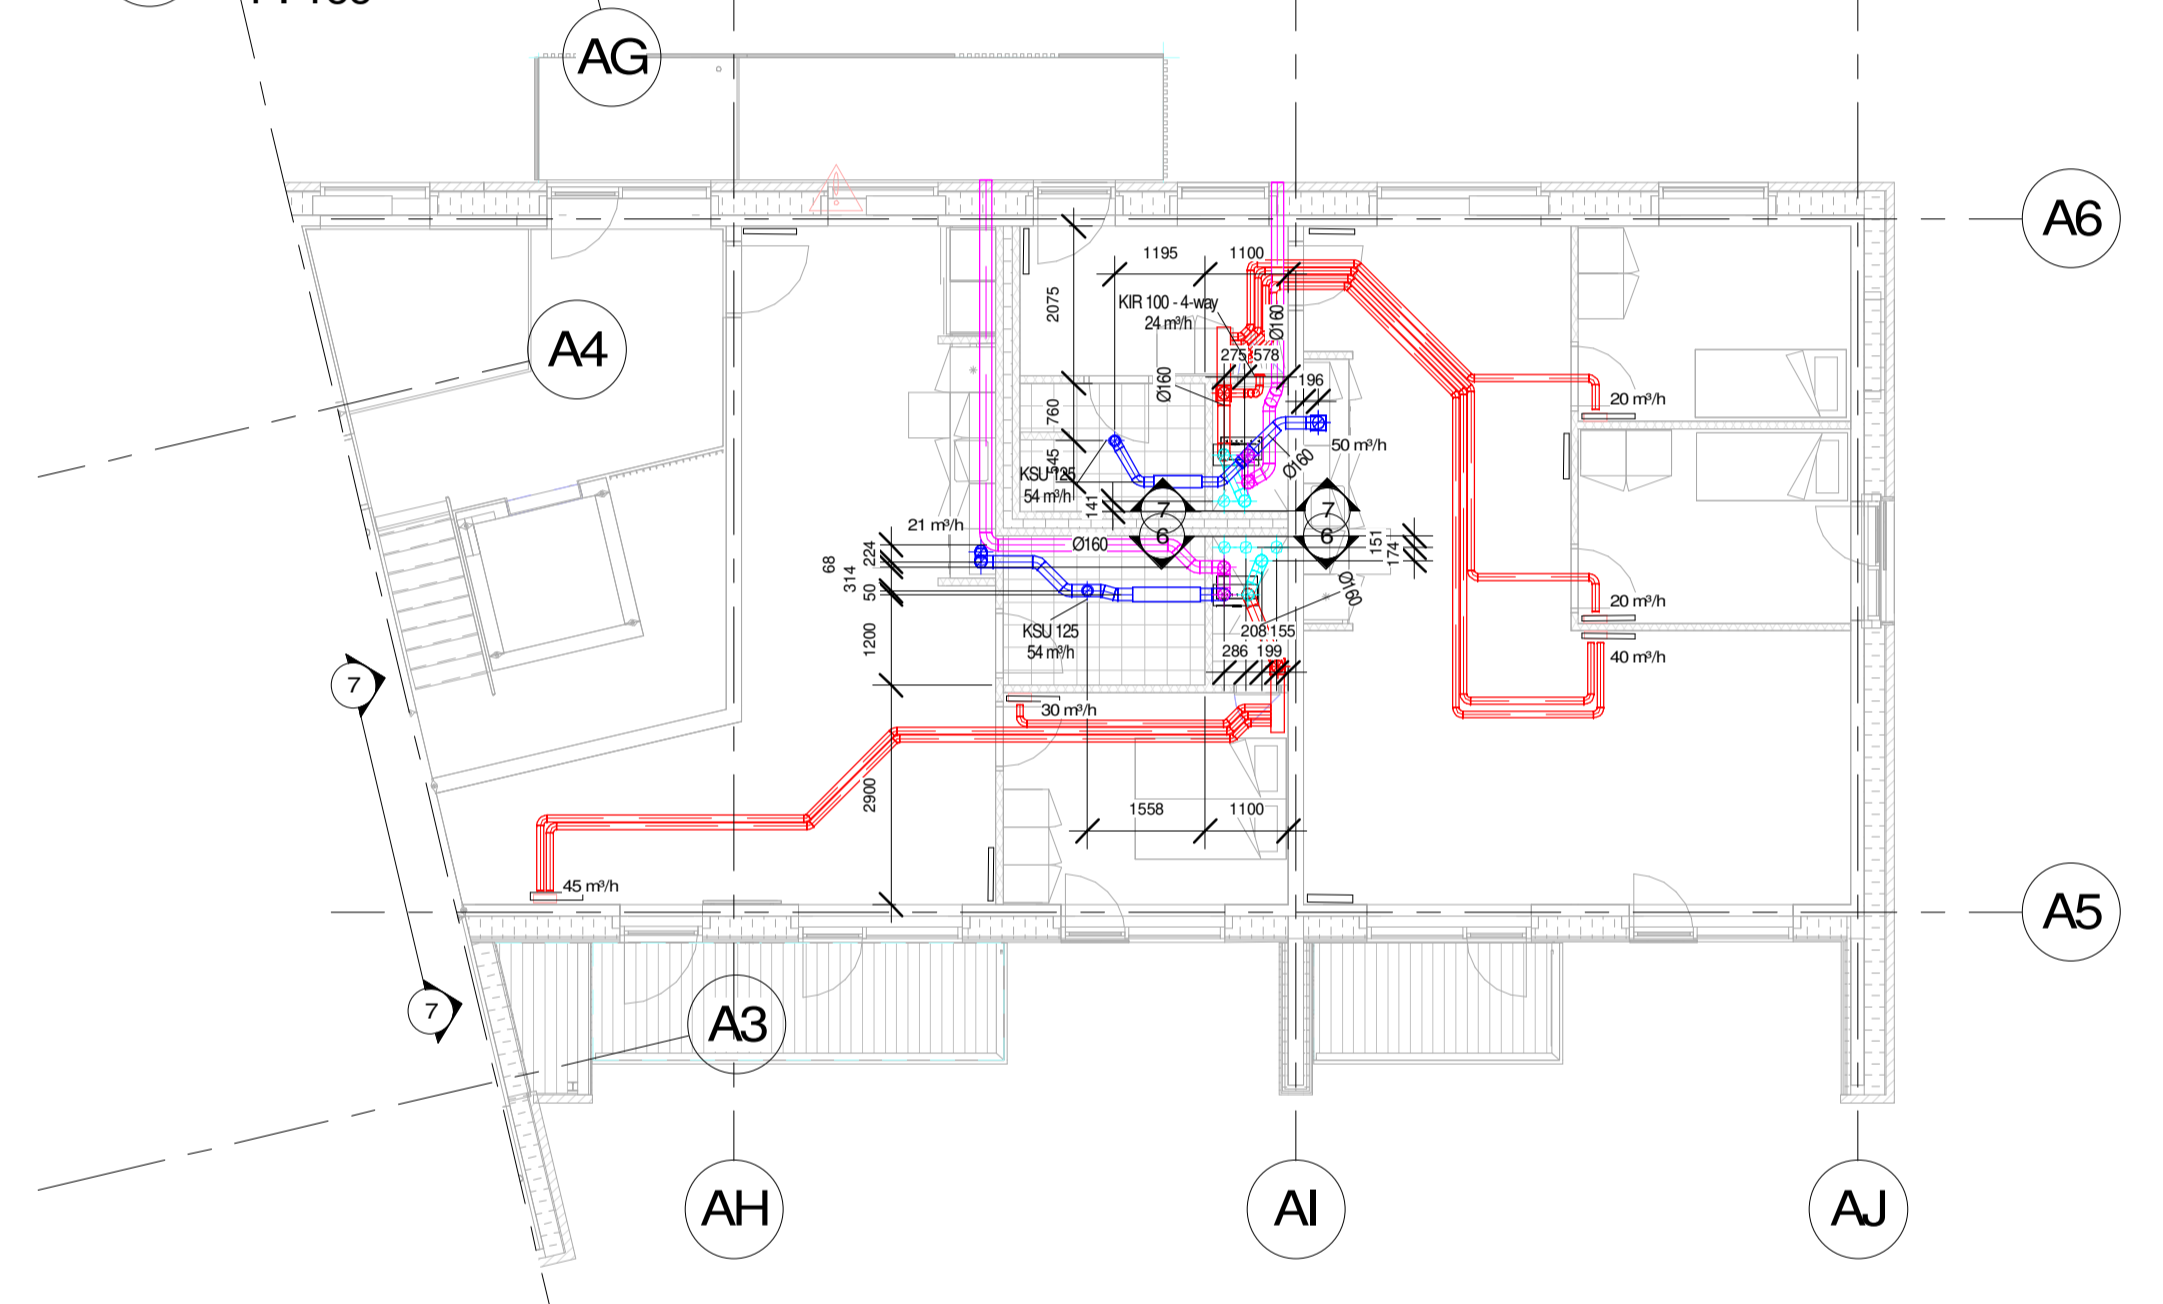 AG
A6
A4
1195
1100
2075
KIR 100 - 4-way
24 m³/h
Ø160
275
578
Ø160
196
20 m³/h
760
50 m³/h
545
KSU 125
54 m³/h
Ø160
141
7
6
7
6
21 m³/h
224
Ø160
151
174
68
314
50
Ø160
20 m³/h
KSU 125
54 m³/h
1200
208
155
286
199
40 m³/h
7
30 m³/h
2900
1558
1100
45 m³/h
A5
7
A3
AH
AI
AJ